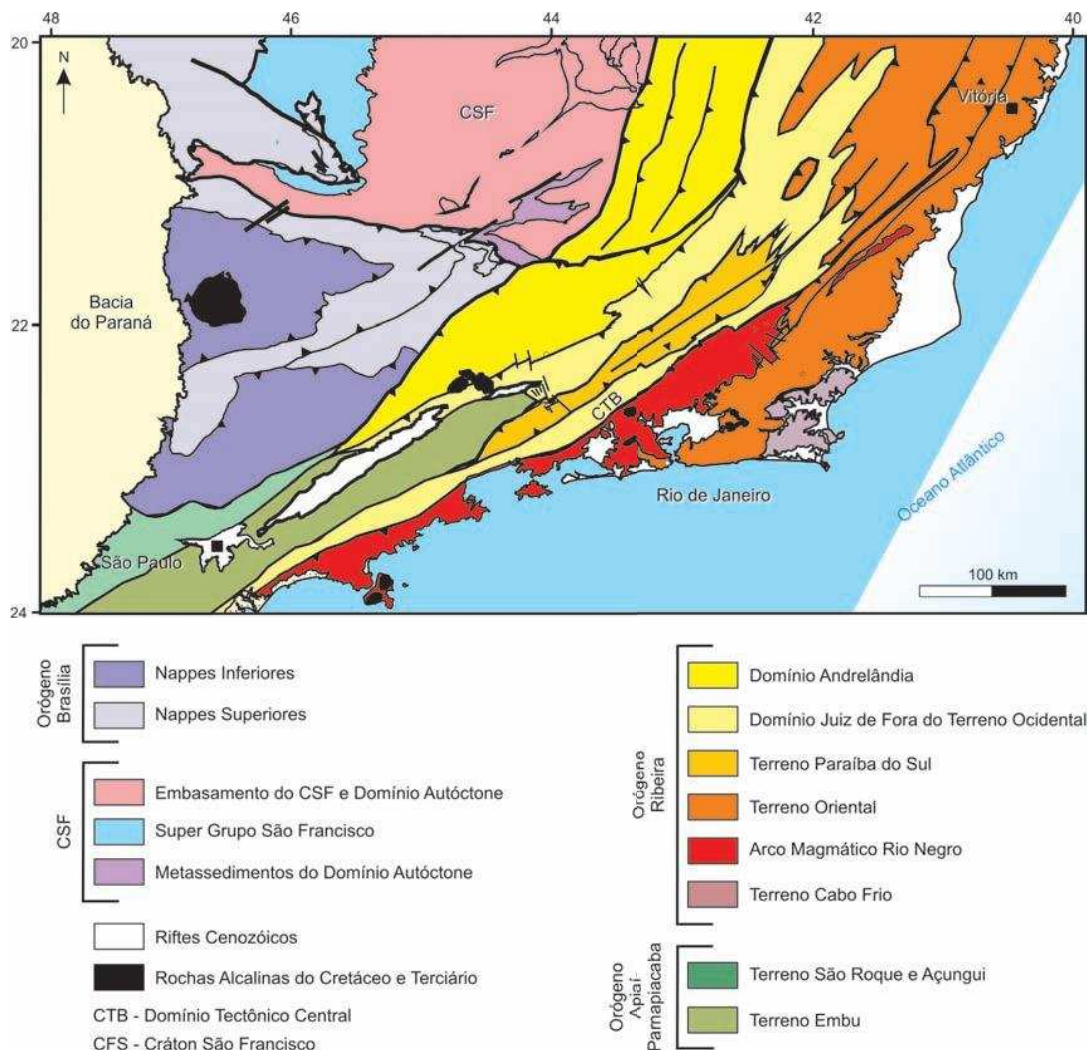 48
46
44
42
40
20
N
CSF
Vitória
Bacia
do Paraná
22
CTB
Rio de Janeiro
Oceano Atlântico
São Paulo
100 km
24
Orógeno
Brasília
Nappes Inferiores
Nappes Superiores
CSF
Embasamento do CSF e Domínio Autóctone
Super Grupo São Francisco
Metassedimentos do Domínio Autóctone
Riftes Cenozóicos
Rochas Alcalinas do Cretáceo e Terciário
CTB - Domínio Tectônico Central
CFS - Cráton São Francisco
Orógeno
Ribeira
Domínio Andrelândia
Domínio Juiz de Fora do Terreno Ocidental
Terreno Paraíba do Sul
Terreno Oriental
Arco Magmático Rio Negro
Terreno Cabo Frio
Orógeno
Apiaí
Parnapiacaba
Terreno São Roque e Açungui
Terreno Embu